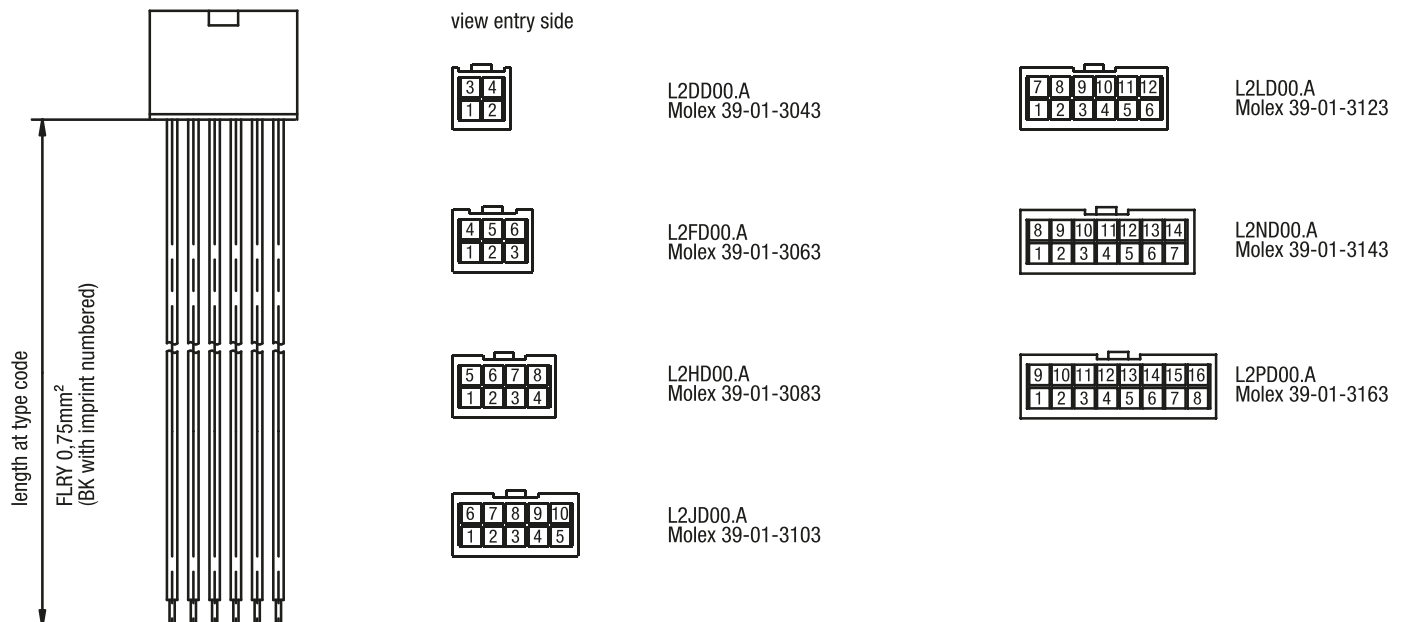 view entry side
3 4
1 2
L2DD00.A
Molex 39-01-3043
7 8 9 10 11 12
1 2 3 4 5 6
L2LD00.A
Molex 39-01-3123
4 5 6
1 2 3
L2FD00.A
Molex 39-01-3063
8 9 10 11 12 13 14
1 2 3 4 5 6 7
L2ND00.A
Molex 39-01-3143
5 6 7 8
1 2 3 4
L2HD00.A
Molex 39-01-3083
9 10 11 12 13 14 15 16
1 2 3 4 5 6 7 8
L2PD00.A
Molex 39-01-3163
6 7 8 9 10
1 2 3 4 5
L2JD00.A
Molex 39-01-3103
length at type code
FLRY 0,75mm²
(BK with imprint numbered)